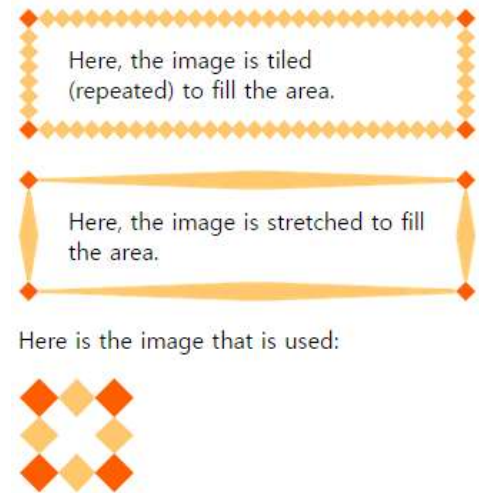 Here, the image is tiled
(repeated) to fill the area.
Here, the image is stretched to fill
the area.
Here is the image that is used: